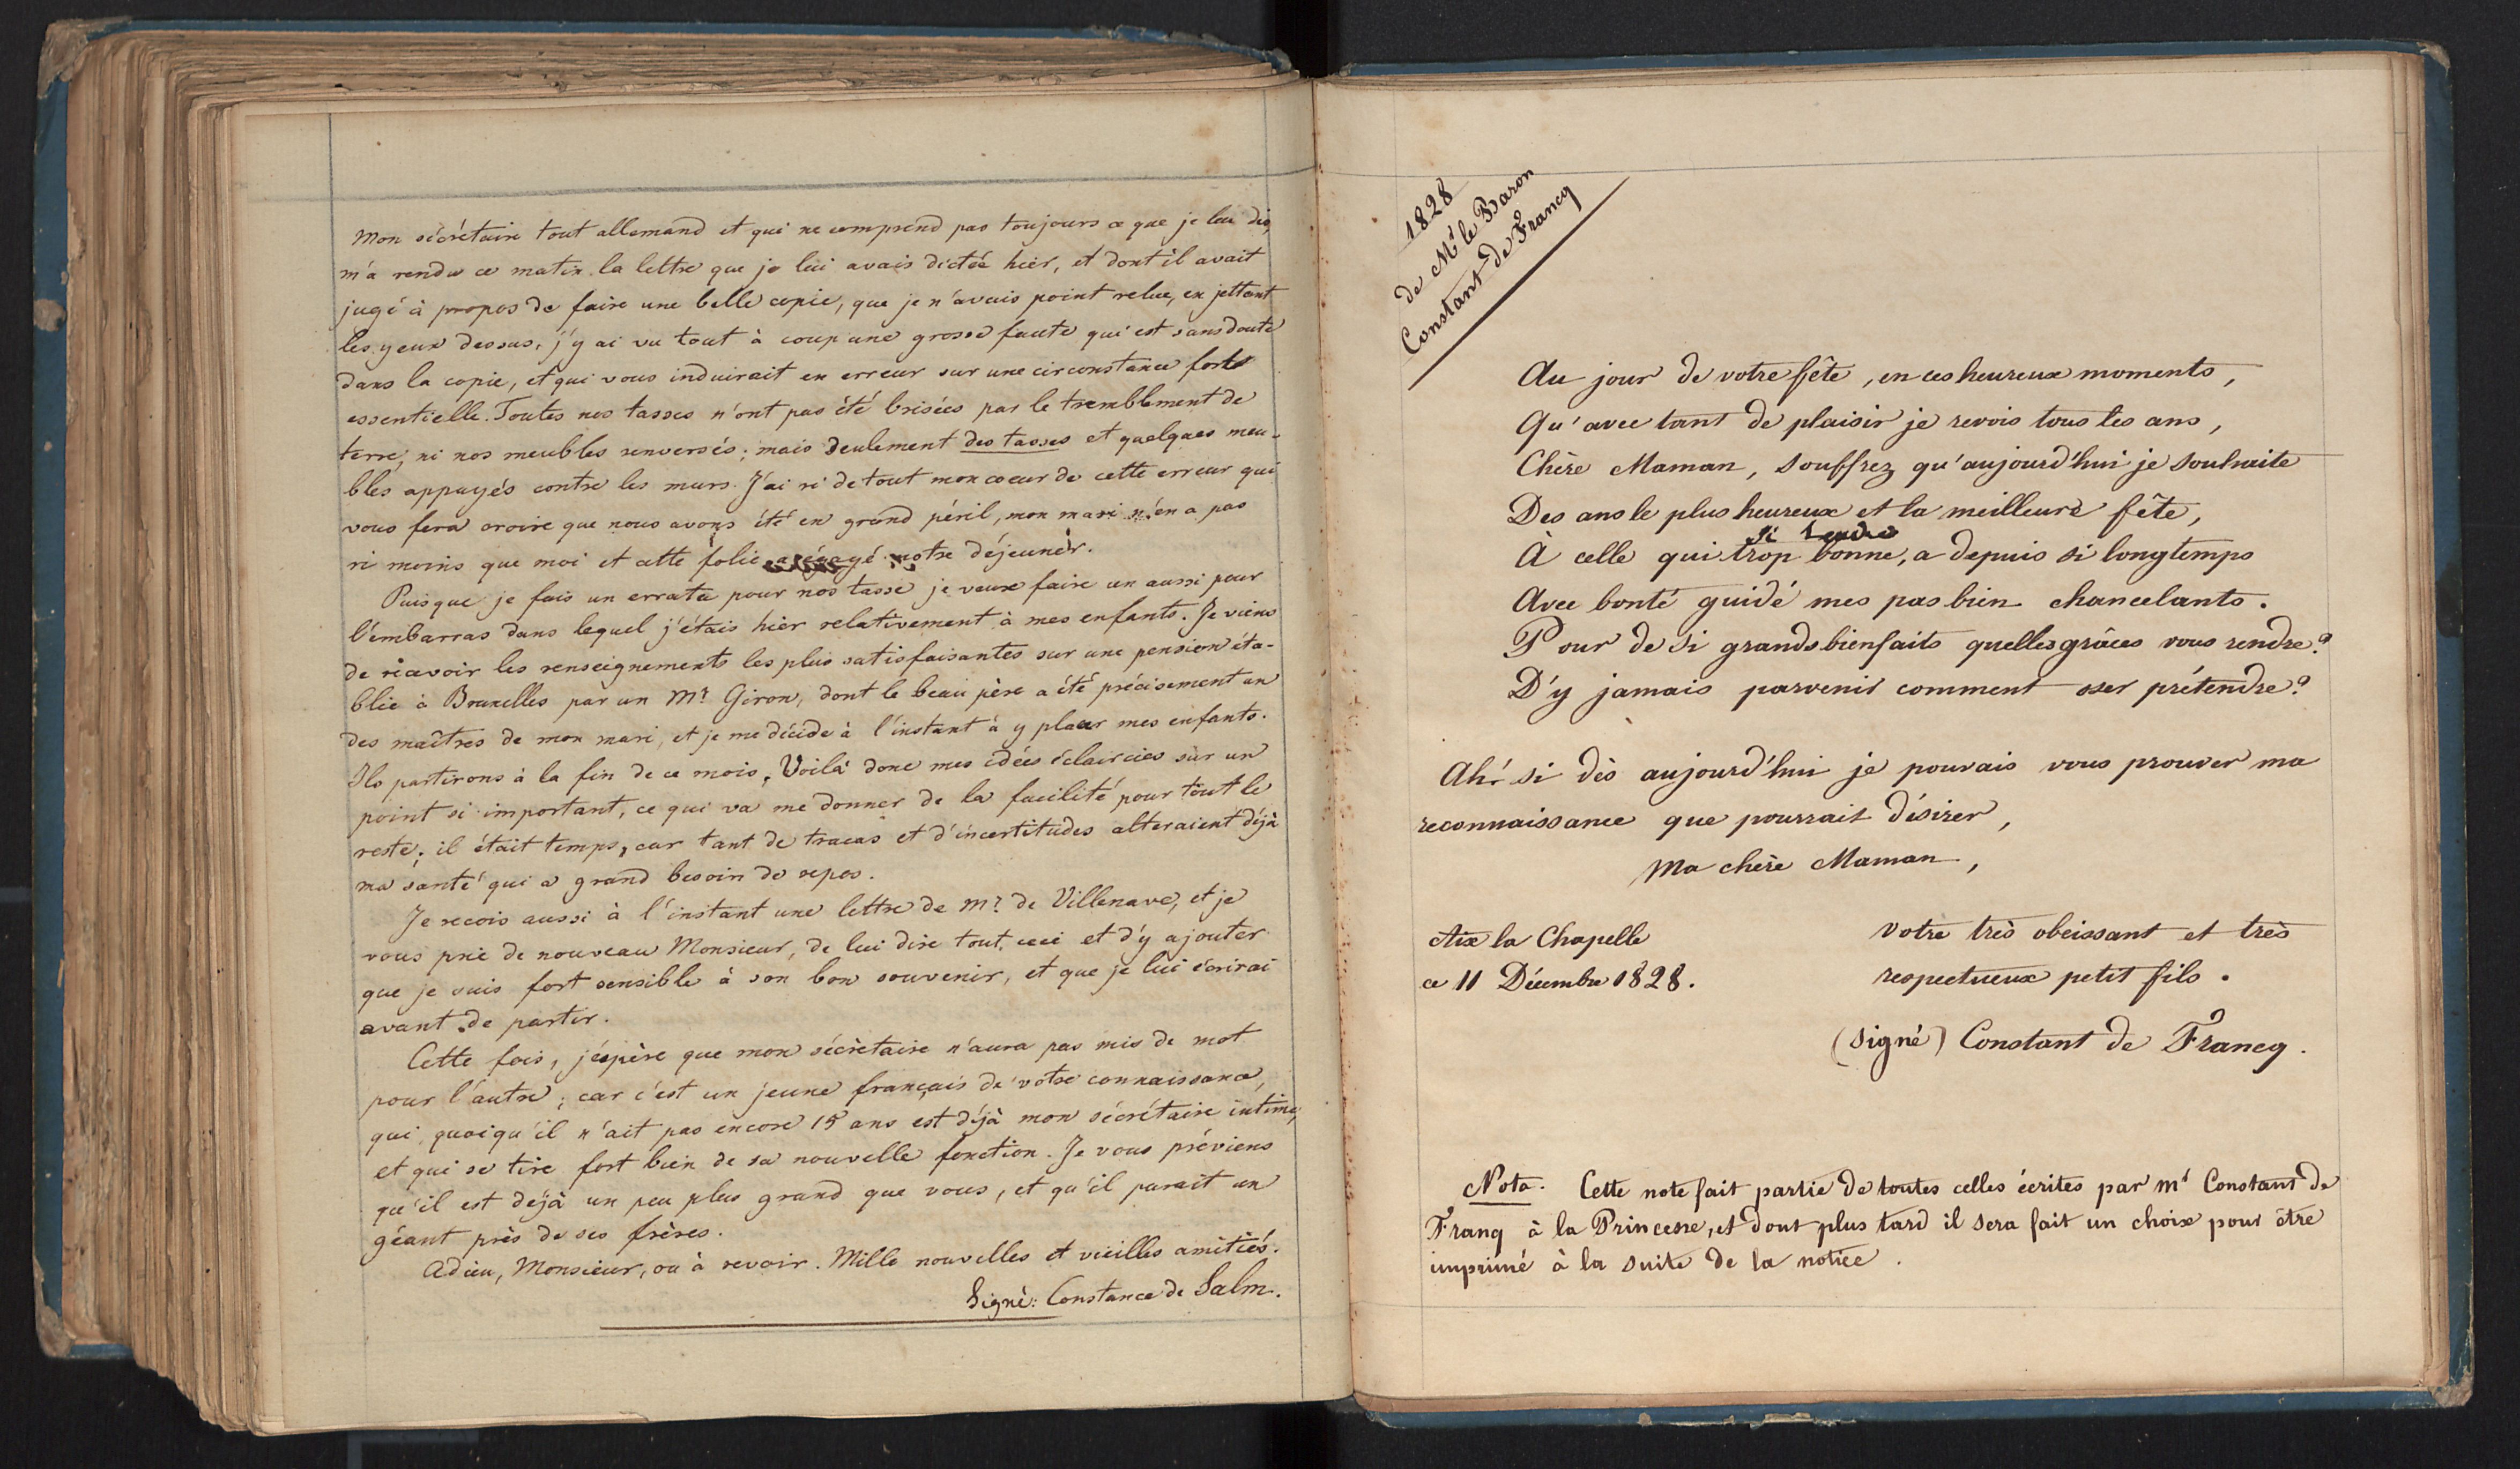 Mon sécrétaire tout allemand et qui ne comprend pas toujours ce que je lui dis,
m'a rendu ce matin la lettre que je lui avais dictée hier, et dont il avait
jugé à propos de faire une belle copie, que je n'avais point relue, en jettant
les yeux dessus, j'y ai vu tout à coup une grosse faute qui est sans doute
dans la copie, et qui vous induirait en erreur sur une circonstance forte
essentielle. Toutes nos tasses n'ont pas été brisées par le tremblement de
terre, ni nos meubles renversés; mais seulement des tasses et quelques meu-
bles appuyés contre les murs. J'ai ri de tout mon cœur de cette erreur qui
vous fera croire que nous avons été en grand péril, mon mari n'en a pas
ri moins que moi et cette folie a égayé notre déjeunèr.
Puisque je fais un errata pour nos tasse je veux faire un aussi pour
l'embarras dans lequel j'étais hièr relativement à mes enfants. Je viens
de récevoir les renseignements les plus satisfaisantes sur une pension éta-
blie à Bruxelles par un Mr Giron, dont le beau père a été précisement un
des maîtres de mon mari, et je me décide à l'instant à y placer mes enfants.
Ils partirons à la fin de ce mois, Voilà donc mes idées éclaircies sur un
point si important, ce qui va me donner de la facilité pour tout le
reste; il était temps, car tant de tracas et d'incertitudes alteraient déjà
ma santé qui a grand besoin de repos.
Je recois aussi à l'instant une lettre de Mr de Villenave, et je
vous prie de nouveau Monsieur, de lui dire tout ceci et d'y ajouter
que je suis fort sensible à son bon souvenir, et que je lui écrirai
avant de partir.
Cette fois, j'éspère que mon sécrètaire n'aura pas mis de mot
pour l'autre; car c'est un jeune français de votre connaissance,
qui, quoiqu'il n'ait pas encore 15 ans est déjà mon sécrétaire intime,
et qui se tire fort bien de sa nouvelle fonction. Je vous préviens
qu'il est déjà un peu plus grand que vous, et qu'il parait un
géant près de ses frères.
Adieu, Monsieur, ou à revoir. Mille nouvelles et vieilles amitiés.
Signé: Constance de Salm.
1828
de Mr le Baron
Constant de Francq
Au jour de votre fête, en ces heureux moments,
Qu'avec tant de plaisir je revois tous les ans,
Chère Maman, souffrez qu'aujourd'hui je souhaite
Des ans le plus heureux et la meilleure fête,
si tendre
À celle qui trop bonne, a depuis si longtemps
Avec bonté guidé mes pas bien chancelants.
Pour de si grands bienfaits quelles grâces vous rendre?
D'y jamais parvenir comment oser prétendre?
Ah! si dès aujourd'hui je pouvais vous prouver ma
reconnaissance que pourrait désirer,
Ma chère Maman,
Aix la Chapelle
ce 11 Décembre 1828.
votre très obeissant et très
respectueux petit fils.
(signé) Constant de Francq.
Nota. Cette note fait partie de toutes celles écrites par Mr Constant de
Franq à la Princesse, et dont plus tard il sera fait un choix pour être
imprimé à la suite de la notice.